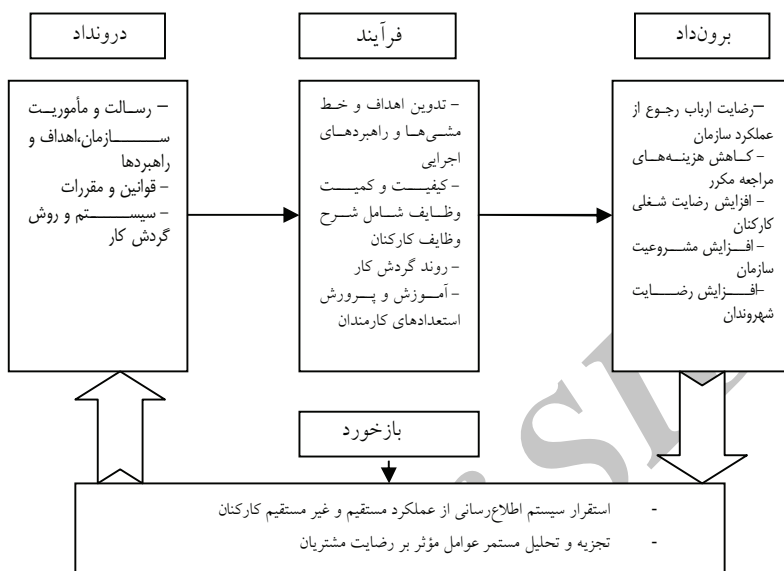 درونداد
فرآیند
برون‌داد
– رسالت و مأموریت
سازمان،اهداف و
راهبردها
- قوانین و مقررات
- سیستم و روش
گردش کار
- تدوین اهداف و خط
مشی‌ها و راهبردهای
اجرایی
- کیفیت و کمیت
وظایف شامل شرح
وظایف کارکنان
- روند گردش کار
- آموزش و پرورش
استعدادهای کارمندان
–رضایت ارباب رجوع از
عملکرد سازمان
- کاهش هزینه‌های
مراجعه مکرر
- افزایش رضایت شغلی
کارکنان
- افزایش مشروعیت
سازمان
–افزایش رضایت
شهروندان
بازخورد
- استقرار سیستم اطلاع‌رسانی از عملکرد مستقیم و غیر مستقیم کارکنان
- تجزیه و تحلیل مستمر عوامل مؤثر بر رضایت مشتریان